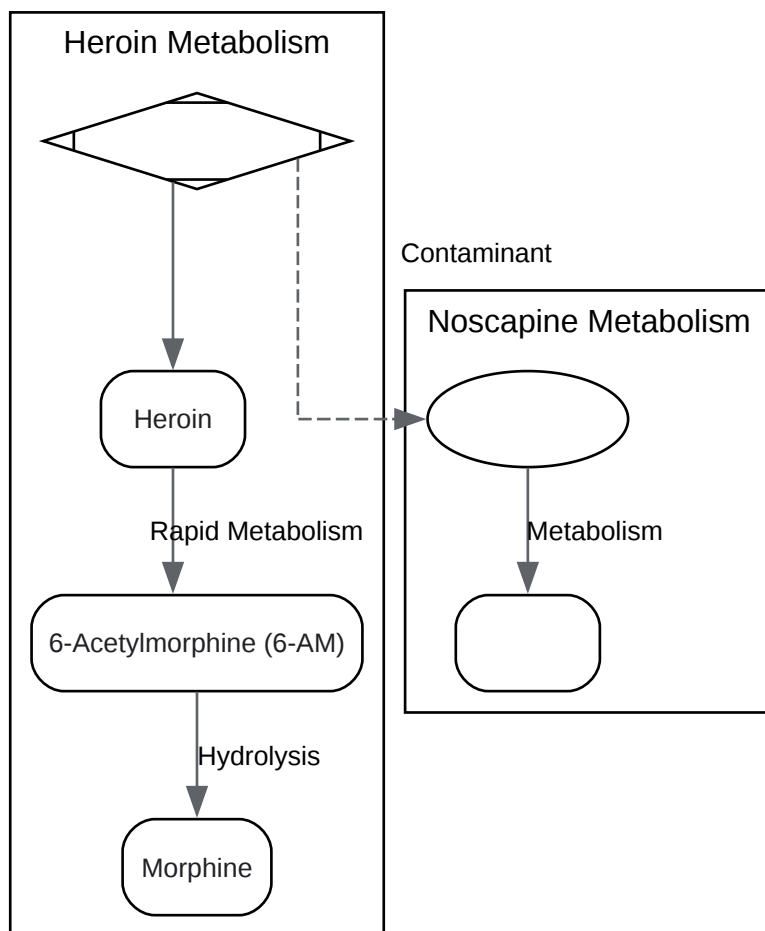 Heroin Metabolism
Contaminant
Noscapine Metabolism
Heroin
Rapid Metabolism
Metabolism
6-Acetylmorphine (6-AM)
Hydrolysis
Morphine